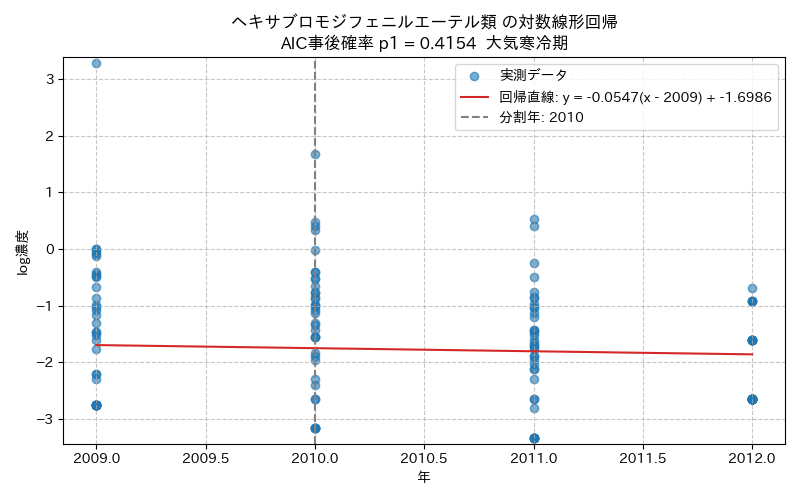 ヘキサブロモジフェニルエーテル類 の対数線形回帰
AIC事後確率 p1 = 0.4154  大気寒冷期
実測データ
回帰直線: y = -0.0547(x - 2009) + -1.6986
分割年: 2010
log濃度
3
2
1
0
−1
−2
−3
2009.0
2009.5
2010.0
2010.5
2011.0
2011.5
2012.0
年